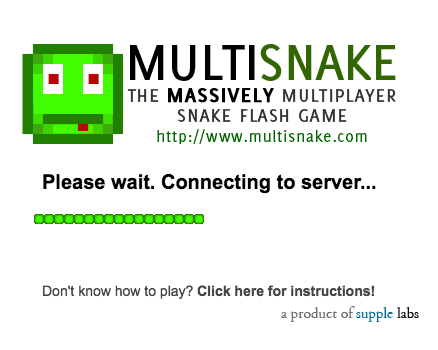 MULTISNAKE
THE MASSIVELY MULTIPLAYER
SNAKE FLASH GAME
http://www.multisnake.com
Please wait. Connecting to server...
Don't know how to play? Click here for instructions!
a product of supple labs